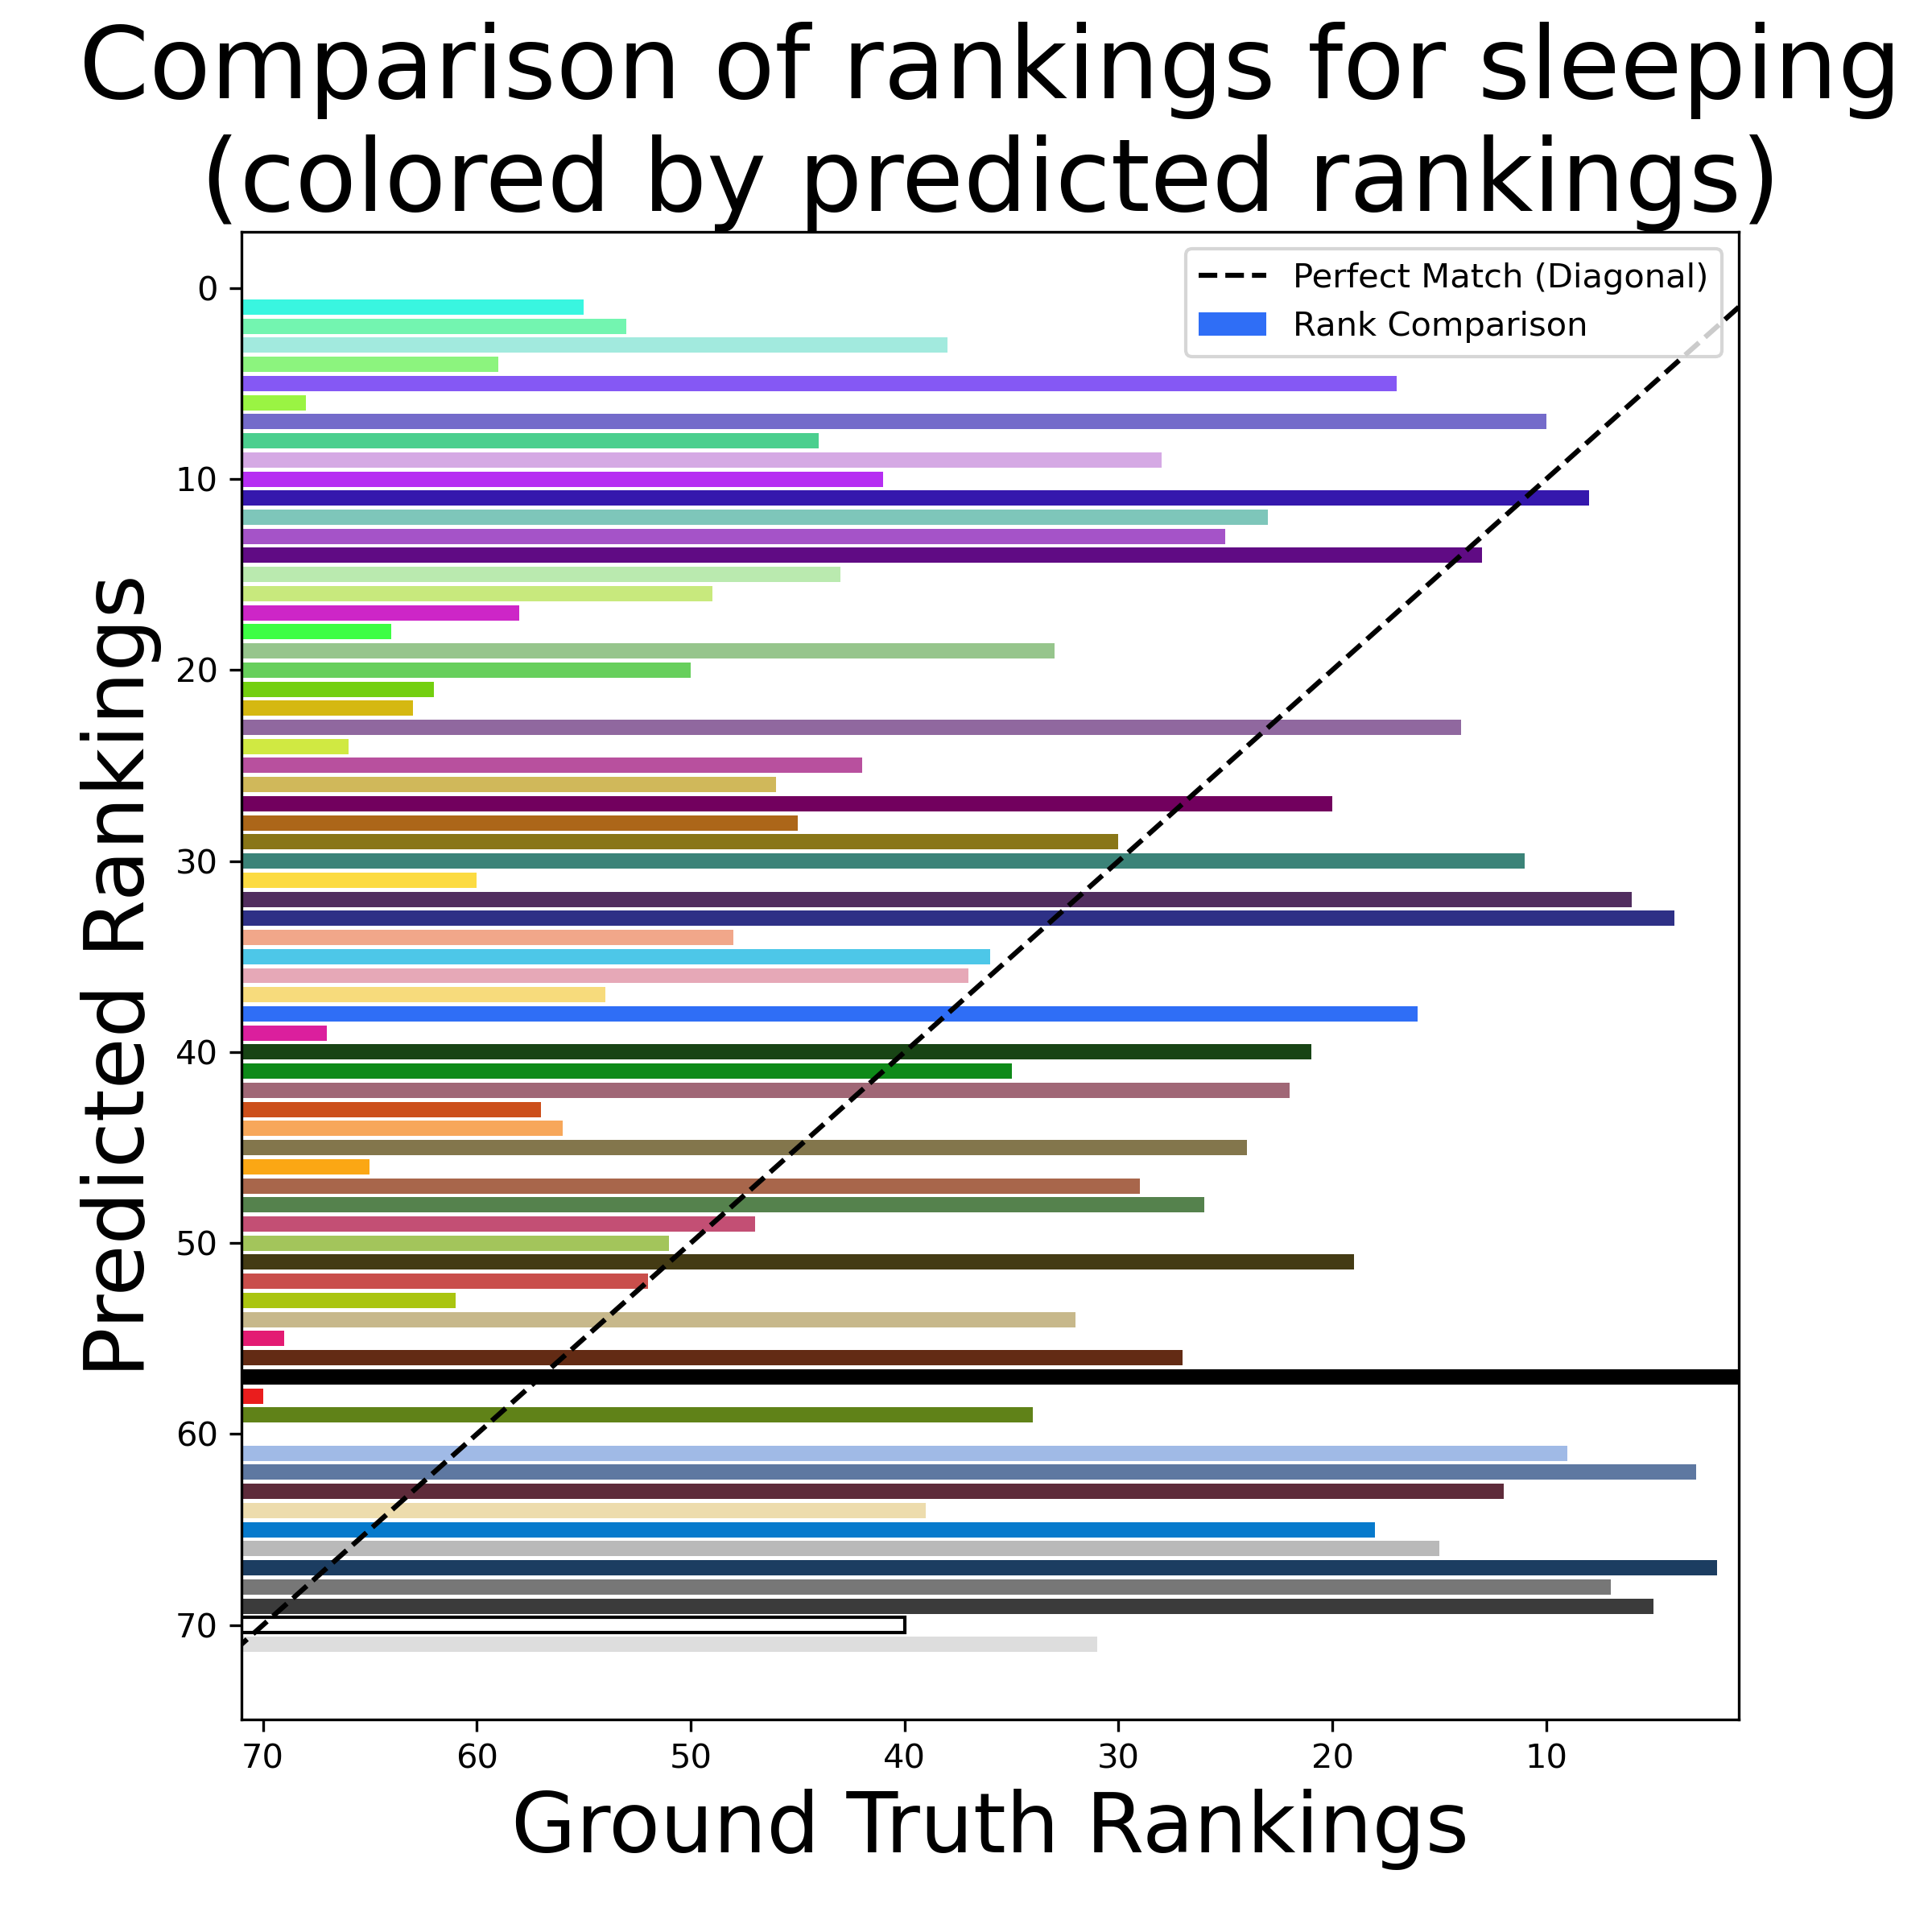 Comparison of rankings for sleeping
(colored by predicted rankings)
Perfect Match (Diagonal)
Rank Comparison
Predicted Rankings
0
10
20
30
40
50
60
70
70 60 50 40 30 20 10
Ground Truth Rankings